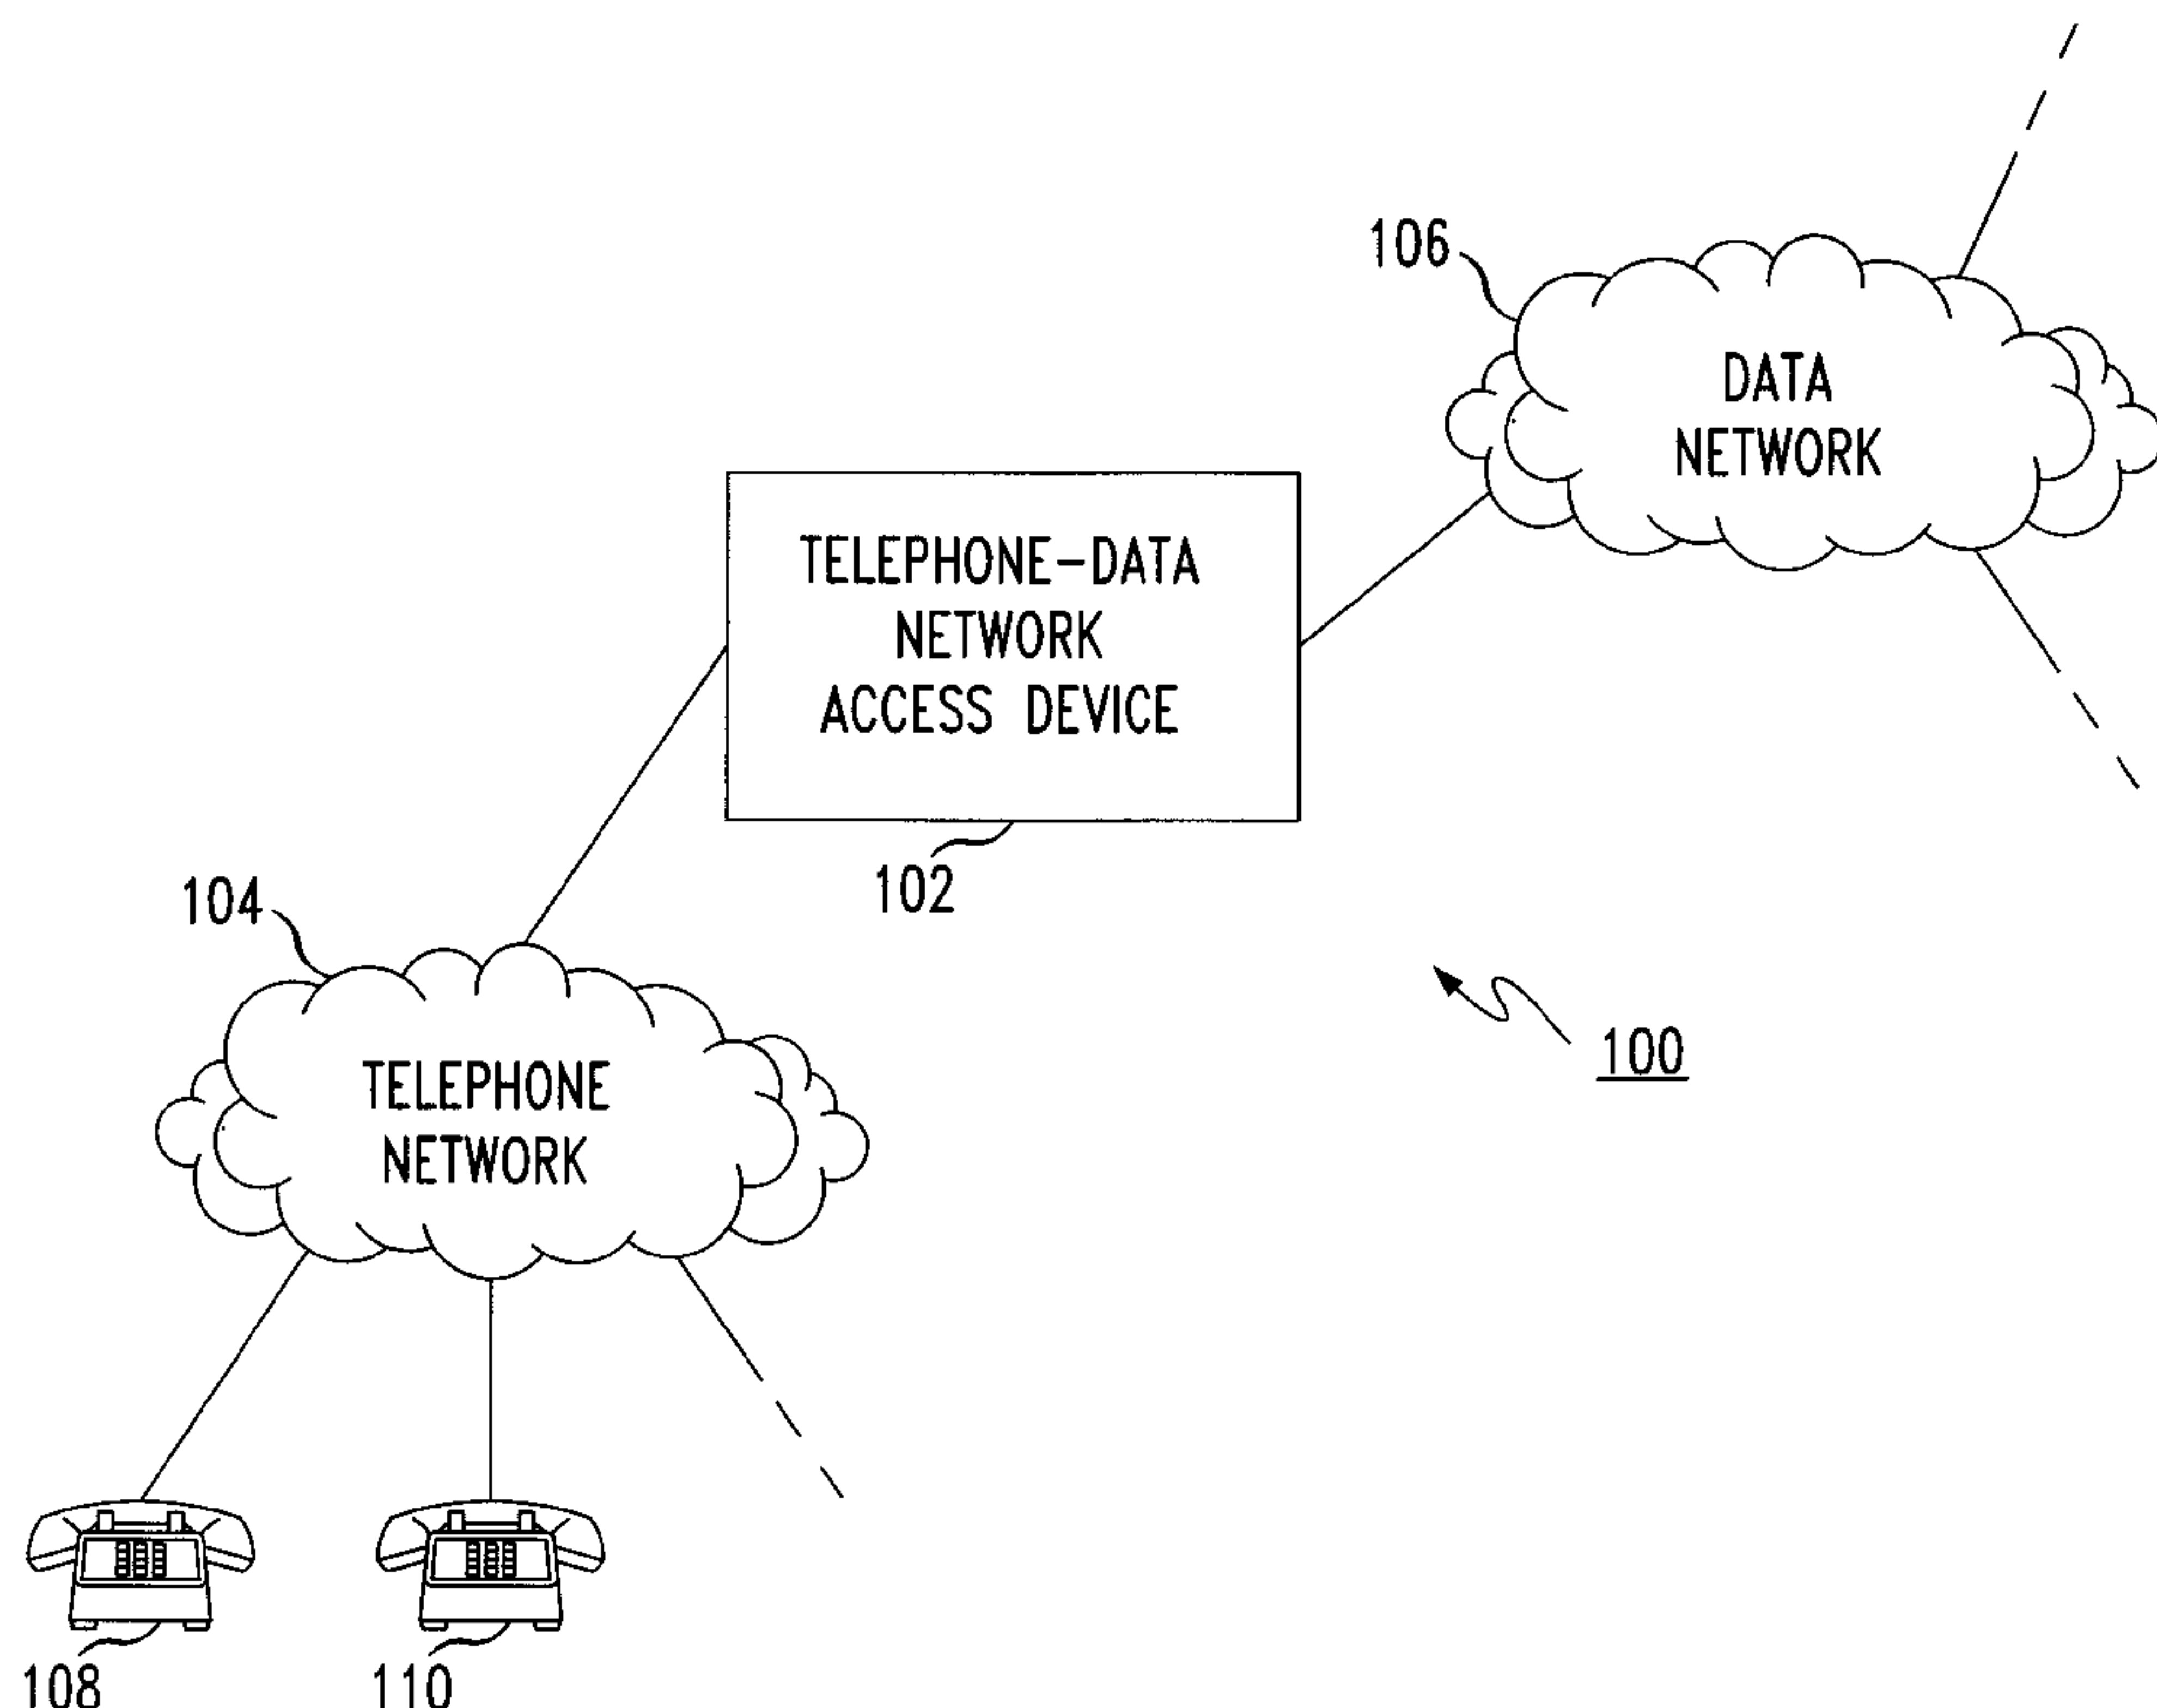 106
DATA
NETWORK
TELEPHONE-DATA
NETWORK
ACCESS DEVICE
102
104
TELEPHONE
NETWORK
100
108
110